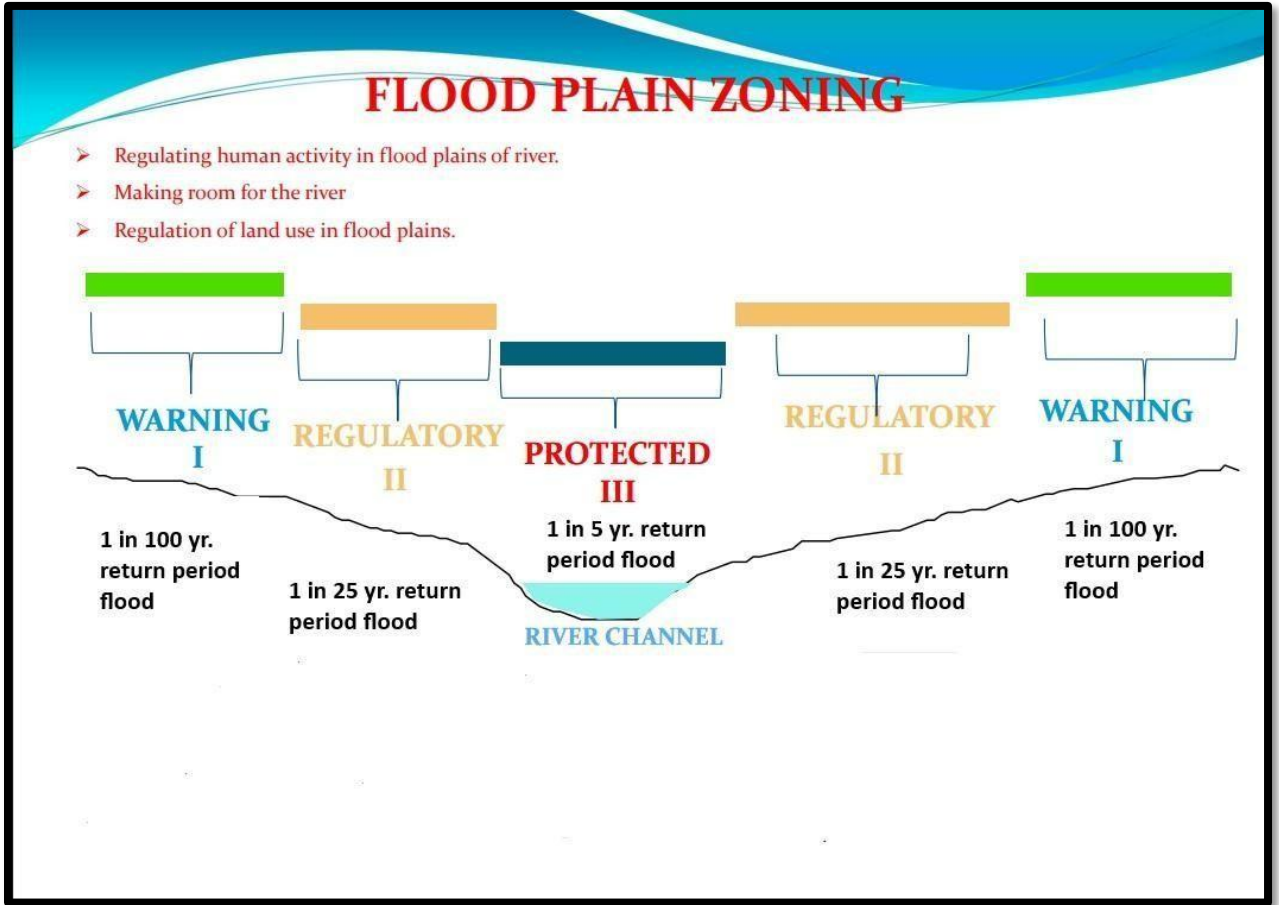 FLOOD PLAIN ZONING
Regulating human activity in flood plains of river.
Making room for the river
Regulation of land use in flood plains.
WARNING
I
REGULATORY
II
PROTECTED
III
REGULATORY
II
WARNING
I
1 in 100 yr.
return period
flood
1 in 25 yr. return
period flood
1 in 5 yr. return
period flood
1 in 25 yr. return
period flood
1 in 100 yr.
return period
flood
RIVER CHANNEL